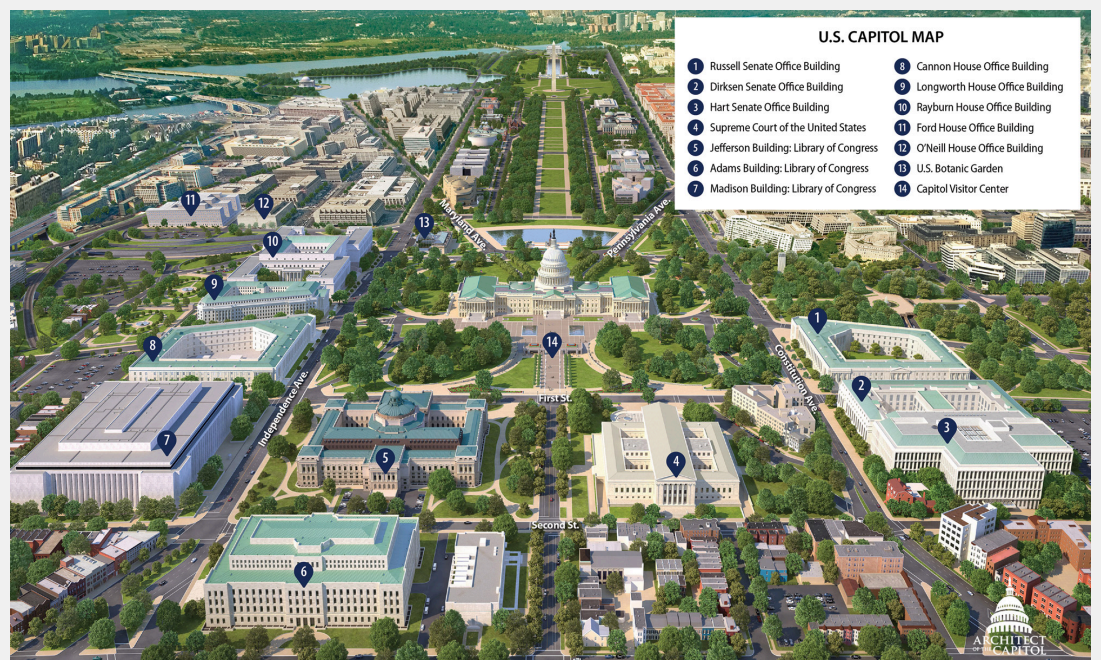 U.S. CAPITOL MAP
1 Russell Senate Office Building
2 Dirksen Senate Office Building
3 Hart Senate Office Building
4 Supreme Court of the United States
5 Jefferson Building: Library of Congress
6 Adams Building: Library of Congress
7 Madison Building: Library of Congress
8 Cannon House Office Building
9 Longworth House Office Building
10 Rayburn House Office Building
11 Ford House Office Building
12 O'Neill House Office Building
13 U.S. Botanic Garden
14 Capitol Visitor Center
11
12
13
Maryland Ave.
Pennsylvania Ave.
10
9
8
14
1
Constitution Ave.
2
Independence Ave.
First St.
7
5
4
3
Second St.
6
ARCHITECT
OF THE CAPITOL